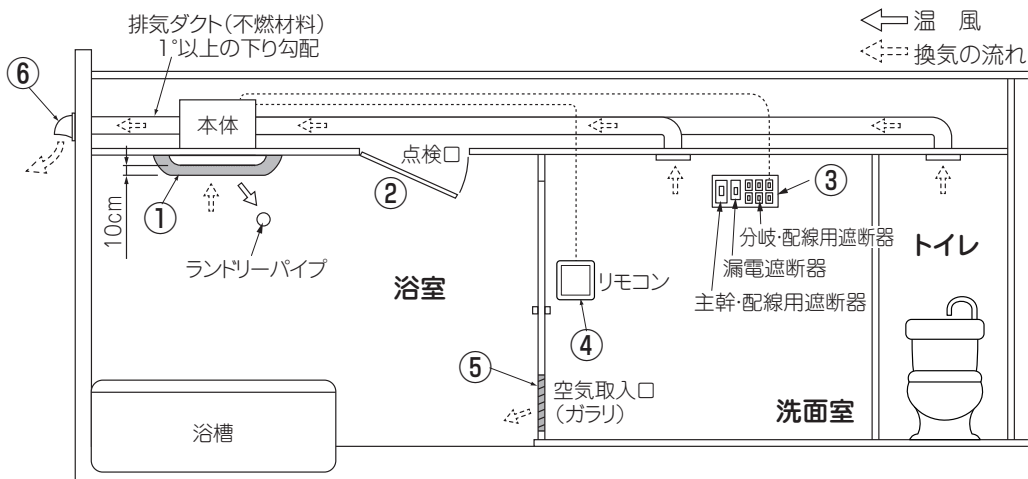 排気ダクト(不燃材料)
1°以上の下り勾配
温 風
換気の流れ
⑥
本体
点検口
②
③
①
10cm
ランドリーパイプ
浴室
リモコン
④
分岐・配線用遮断器
漏電遮断器
主幹・配線用遮断器
トイレ
⑤
空気取入口
(ガラリ)
洗面室
浴槽